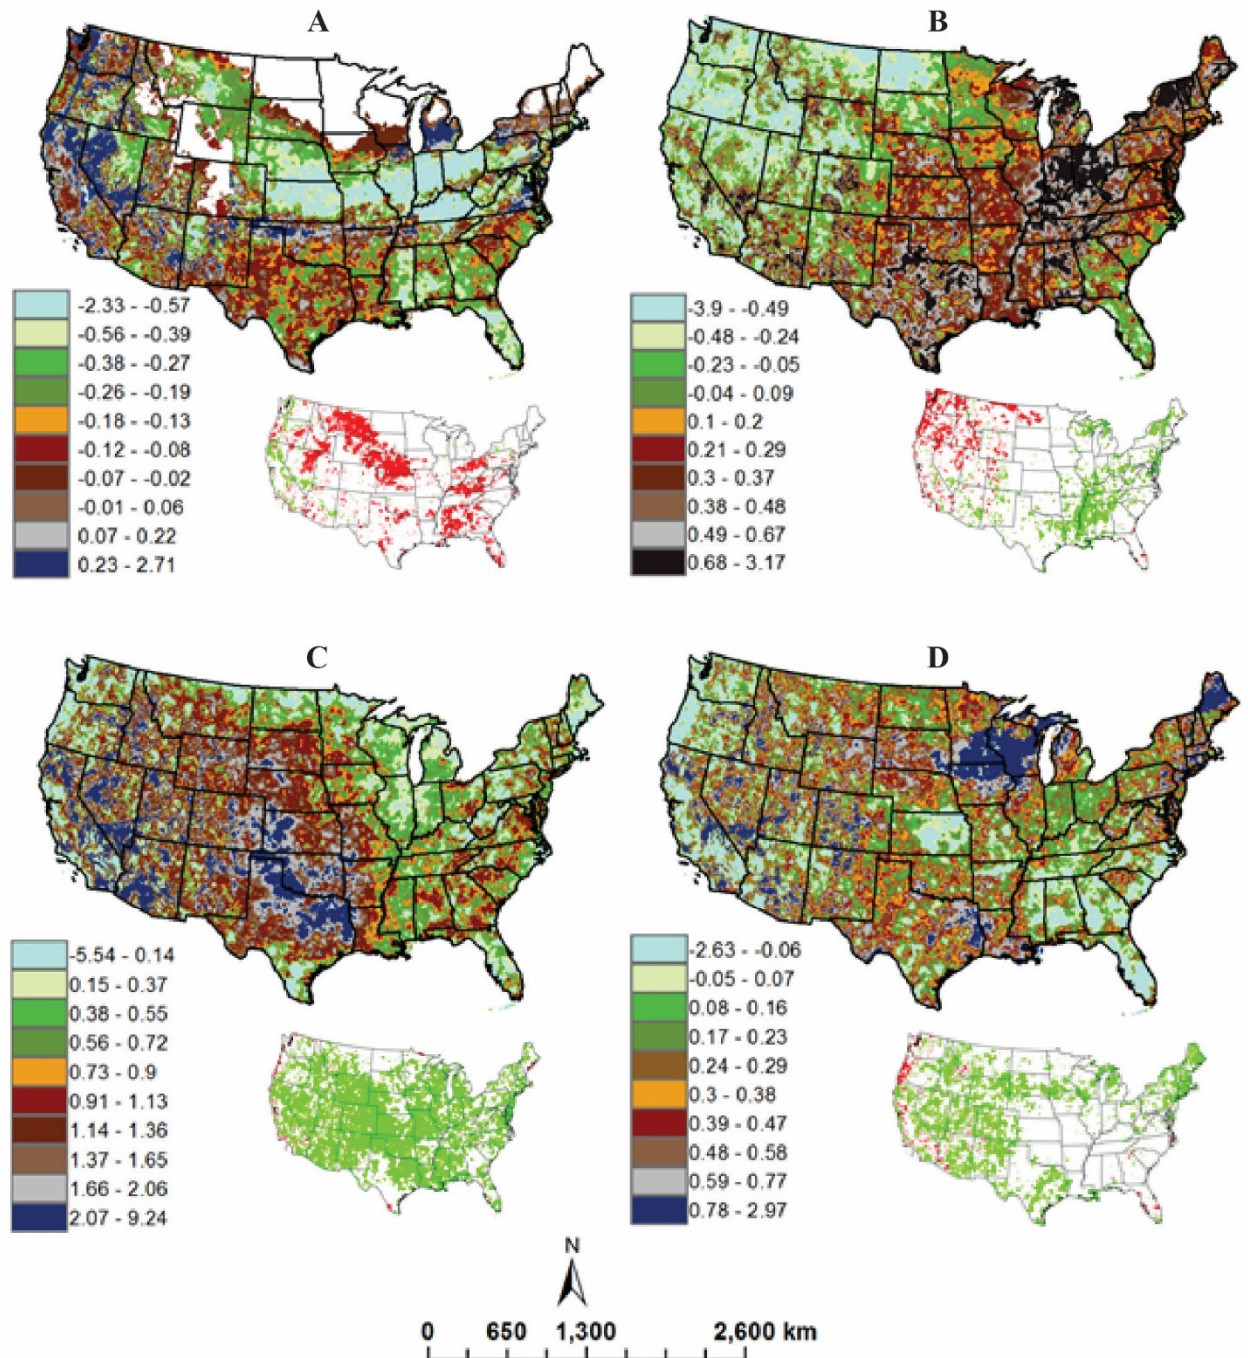 A
B
-2.33 - -0.57
-0.56 - -0.39
-0.38 - -0.27
-0.26 - -0.19
-0.18 - -0.13
-0.12 - -0.08
-0.07 - -0.02
-0.01 - 0.06
0.07 - 0.22
0.23 - 2.71
-3.9 - -0.49
-0.48 - -0.24
-0.23 - -0.05
-0.04 - 0.09
0.1 - 0.2
0.21 - 0.29
0.3 - 0.37
0.38 - 0.48
0.49 - 0.67
0.68 - 3.17
C
D
-5.54 - 0.14
0.15 - 0.37
0.38 - 0.55
0.56 - 0.72
0.73 - 0.9
0.91 - 1.13
1.14 - 1.36
1.37 - 1.65
1.66 - 2.06
2.07 - 9.24
-2.63 - -0.06
-0.05 - 0.07
0.08 - 0.16
0.17 - 0.23
0.24 - 0.29
0.3 - 0.38
0.39 - 0.47
0.48 - 0.58
0.59 - 0.77
0.78 - 2.97
N
0 650 1,300 2,600 km